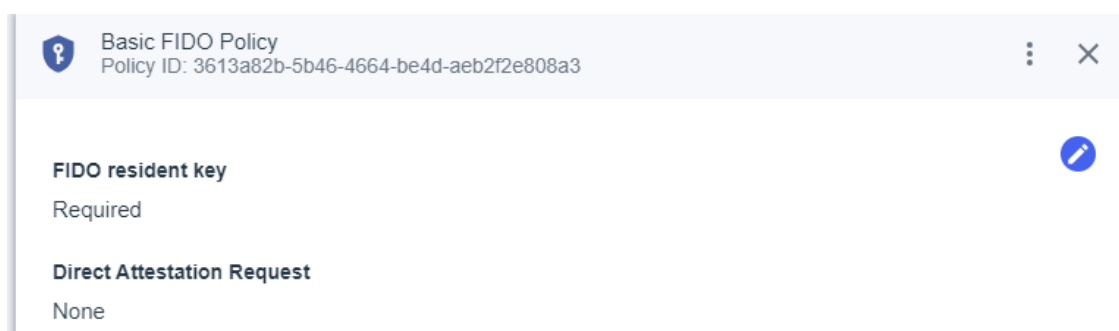 Basic FIDO Policy
Policy ID: 3613a82b-5b46-4664-be4d-aeb2f2e808a3
FIDO resident key
Required
Direct Attestation Request
None